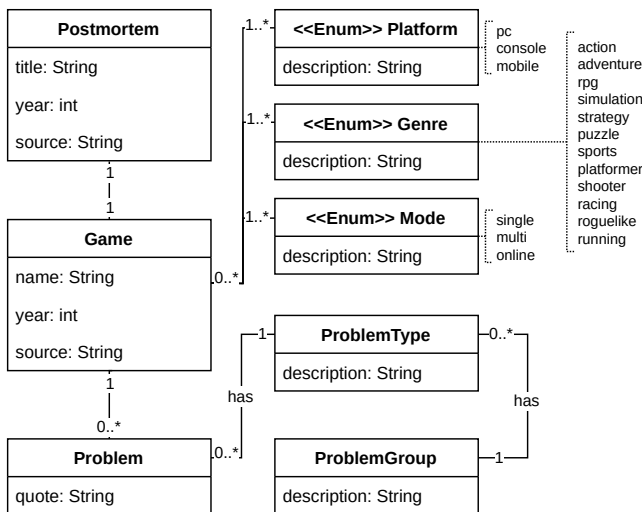 Postmortem
title: String
year: int
source: String
1
1
Game
name: String
year: int
source: String
1
0..*
Problem
quote: String
1..*
<<Enum>> Platform
description: String
pc
console
mobile
1..*
<<Enum>> Genre
description: String
action
adventure
rpg
simulation
strategy
puzzle
sports
platformer
shooter
racing
roguelike
running
1..*
<<Enum>> Mode
description: String
single
multi
online
0..*
1
has
0..*
ProblemType
description: String
0..*
has
1
ProblemGroup
description: String